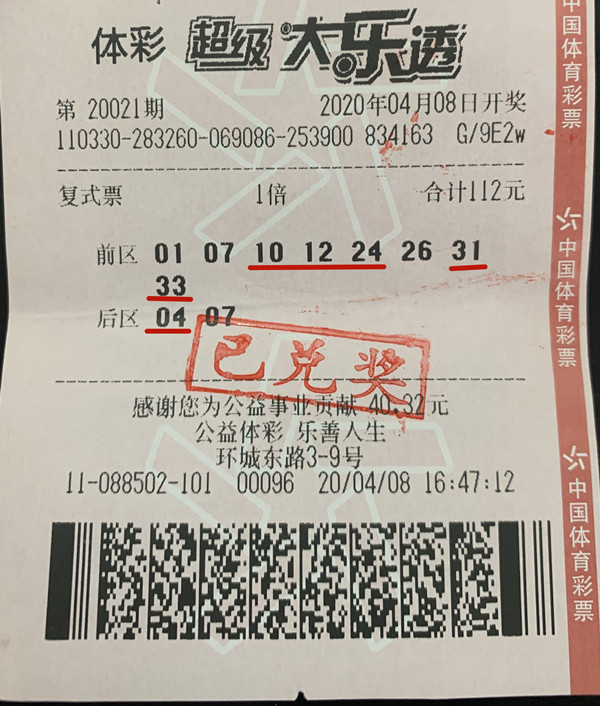 体彩 超级大乐透
第 20021期 2020年04月08日开奖
110330-283260-069086-253900 834163 G/9E2w
复式票 1倍 合计112元
前区 01 07 10 12 24 26 31
33
后区 04 07
已兑奖
感谢您为公益事业贡献 40.32元
公益体彩 乐善人生
环城东路3-9号
11-088502-101 00096 20/04/08 16:47:12
中国体育彩票
中国体育彩票
中国体育彩票